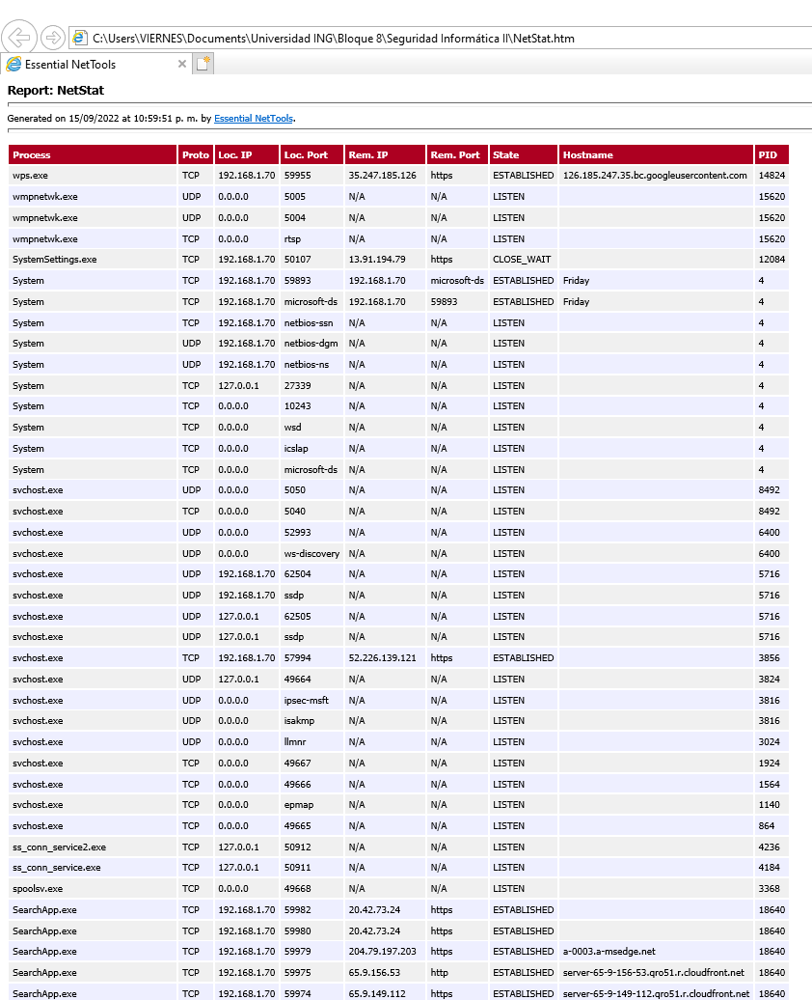 C:\Users\VIERNES\Documents\Universidad ING\Bloque 8\Seguridad Informática II\NetStat.htm
Essential NetTools
Report: NetStat
Generated on 15/09/2022 at 10:59:51 p. m. by Essential NetTools.
Process Proto Loc. IP Loc. Port Rem. IP Rem. Port State Hostname PID
wps.exe TCP 192.168.1.70 59955 35.247.185.126 https ESTABLISHED 126.185.247.35.bc.googleusercontent.com 14824
wmpnetwk.exe UDP 0.0.0.0 5005 N/A N/A LISTEN 15620
wmpnetwk.exe UDP 0.0.0.0 5004 N/A N/A LISTEN 15620
wmpnetwk.exe TCP 0.0.0.0 rtsp N/A N/A LISTEN 15620
SystemSettings.exe TCP 192.168.1.70 50107 13.91.194.79 https CLOSE_WAIT 12084
System TCP 192.168.1.70 59893 192.168.1.70 microsoft-ds ESTABLISHED Friday 4
System TCP 192.168.1.70 microsoft-ds 192.168.1.70 59893 ESTABLISHED Friday 4
System TCP 192.168.1.70 netbios-ssn N/A N/A LISTEN 4
System UDP 192.168.1.70 netbios-dgm N/A N/A LISTEN 4
System UDP 192.168.1.70 netbios-ns N/A N/A LISTEN 4
System TCP 127.0.0.1 27339 N/A N/A LISTEN 4
System TCP 0.0.0.0 10243 N/A N/A LISTEN 4
System TCP 0.0.0.0 wsd N/A N/A LISTEN 4
System TCP 0.0.0.0 icslap N/A N/A LISTEN 4
System TCP 0.0.0.0 microsoft-ds N/A N/A LISTEN 4
svchost.exe UDP 0.0.0.0 5050 N/A N/A LISTEN 8492
svchost.exe TCP 0.0.0.0 5040 N/A N/A LISTEN 8492
svchost.exe UDP 0.0.0.0 52993 N/A N/A LISTEN 6400
svchost.exe UDP 0.0.0.0 ws-discovery N/A N/A LISTEN 6400
svchost.exe UDP 192.168.1.70 62504 N/A N/A LISTEN 5716
svchost.exe UDP 192.168.1.70 ssdp N/A N/A LISTEN 5716
svchost.exe UDP 127.0.0.1 62505 N/A N/A LISTEN 5716
svchost.exe UDP 127.0.0.1 ssdp N/A N/A LISTEN 5716
svchost.exe TCP 192.168.1.70 57994 52.226.139.121 https ESTABLISHED 3856
svchost.exe UDP 127.0.0.1 49664 N/A N/A LISTEN 3824
svchost.exe UDP 0.0.0.0 ipsec-msft N/A N/A LISTEN 3816
svchost.exe UDP 0.0.0.0 isakmp N/A N/A LISTEN 3816
svchost.exe UDP 0.0.0.0 llmnr N/A N/A LISTEN 3024
svchost.exe TCP 0.0.0.0 49667 N/A N/A LISTEN 1924
svchost.exe TCP 0.0.0.0 49666 N/A N/A LISTEN 1564
svchost.exe TCP 0.0.0.0 epmap N/A N/A LISTEN 1140
svchost.exe TCP 0.0.0.0 49665 N/A N/A LISTEN 864
ss_conn_service2.exe TCP 127.0.0.1 50912 N/A N/A LISTEN 4236
ss_conn_service.exe TCP 127.0.0.1 50911 N/A N/A LISTEN 4184
spoolsv.exe TCP 0.0.0.0 49668 N/A N/A LISTEN 3368
SearchApp.exe TCP 192.168.1.70 59982 20.42.73.24 https ESTABLISHED 18640
SearchApp.exe TCP 192.168.1.70 59980 20.42.73.24 https ESTABLISHED 18640
SearchApp.exe TCP 192.168.1.70 59979 204.79.197.203 https ESTABLISHED a-0003.a-msedge.net 18640
SearchApp.exe TCP 192.168.1.70 59975 65.9.156.53 http ESTABLISHED server-65-9-156-53.qro51.r.cloudfront.net 18640
SearchApp.exe TCP 192.168.1.70 59974 65.9.149.112 https ESTABLISHED server-65-9-149-112.qro51.r.cloudfront.net 18640